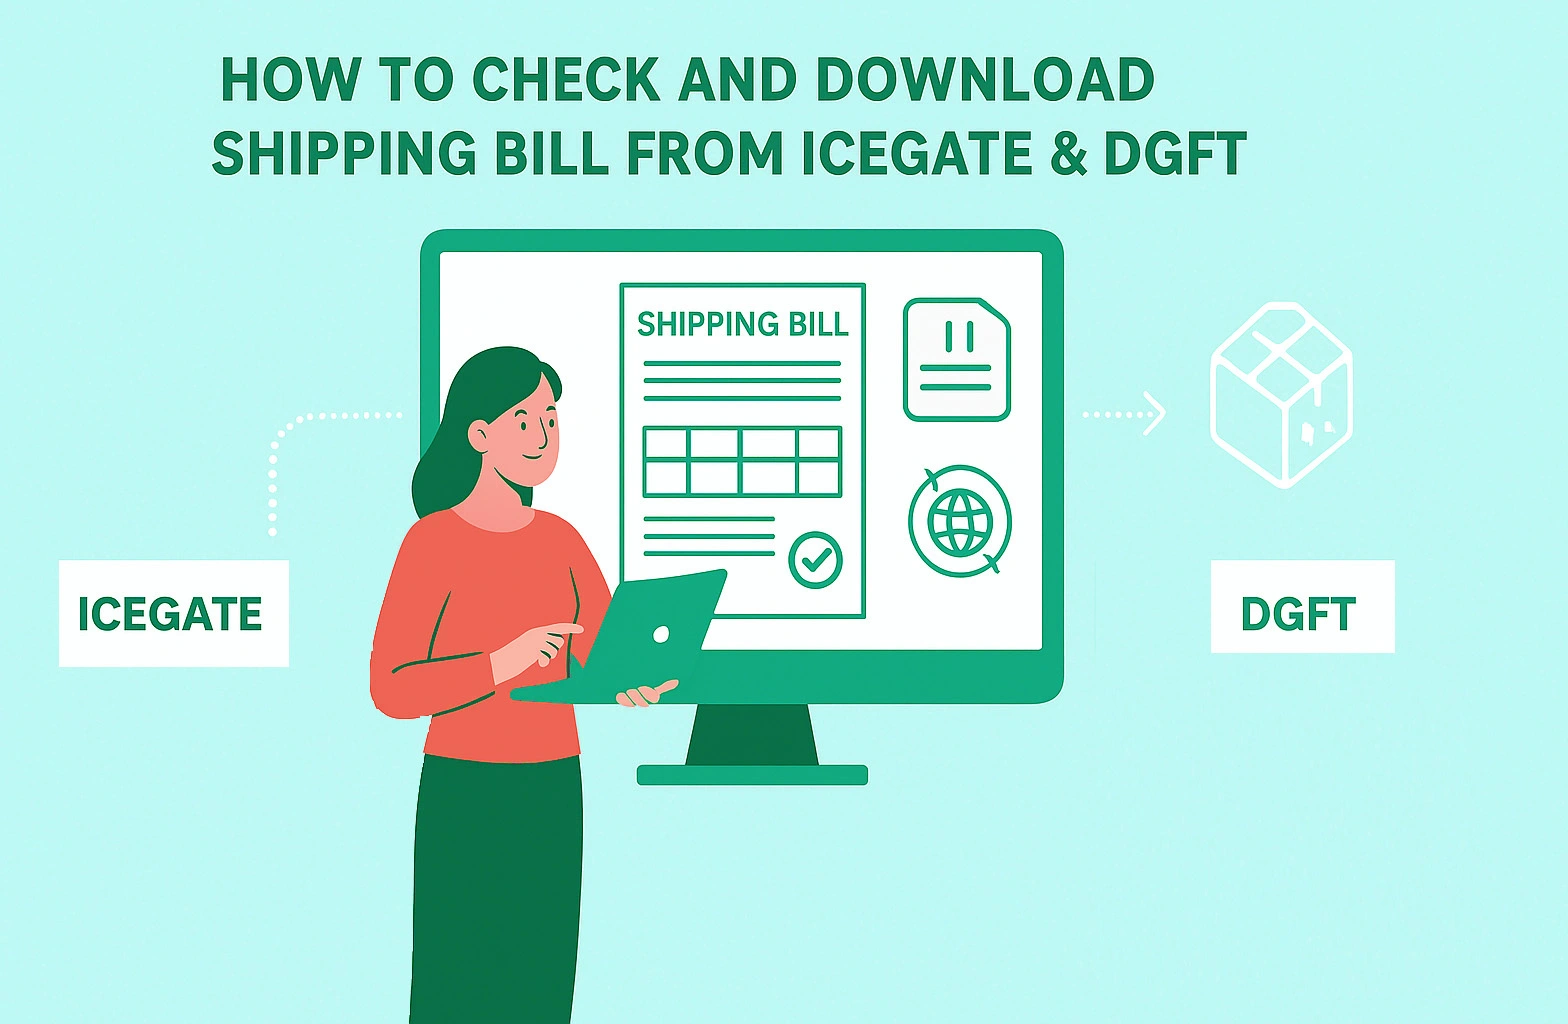 HOW TO CHECK AND DOWNLOAD
SHIPPING BILL FROM ICEGATE & DGFT
SHIPPING BILL
ICEGATE
DGFT